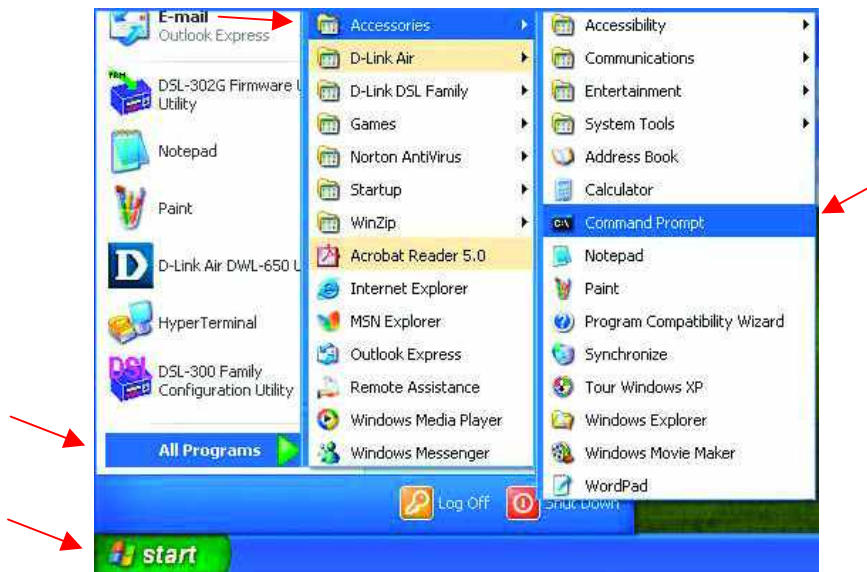 E-mail
Outlook Express
DSL-302G Firmware U
Utility
Notepad
Paint
D-Link Air DWL-650 U
HyperTerminal
DSL-300 Family
Configuration Utility
All Programs
Accessories
D-Link Air
D-Link DSL Family
Games
Norton AntiVirus
Startup
WinZip
Acrobat Reader 5.0
Internet Explorer
MSN Explorer
Outlook Express
Remote Assistance
Windows Media Player
Windows Messenger
Accessibility
Communications
Entertainment
System Tools
Address Book
Calculator
C:\ Command Prompt
Notepad
Paint
Program Compatibility Wizard
Synchronize
Tour Windows XP
Windows Explorer
Windows Movie Maker
WordPad
Log Off
Shut Down
start